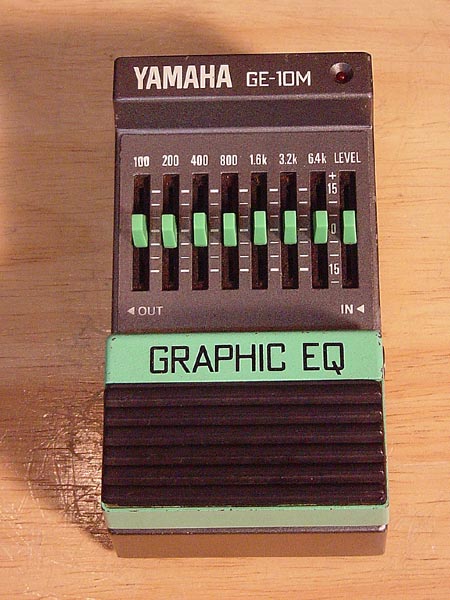 YAMAHA GE-10M
100 200 400 800 1.6k 3.2k 6.4k LEVEL
+
15
0
15
◄ OUT IN ◄
GRAPHIC EQ